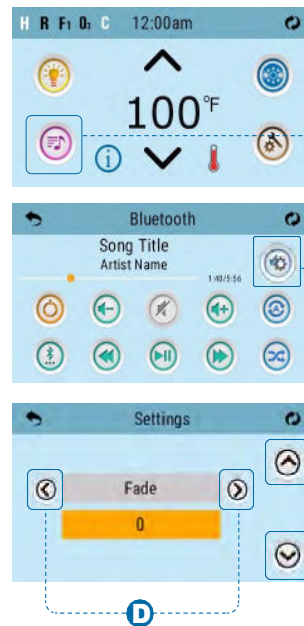 H R F1 O3 C 12:00am
100°F
i
Bluetooth
Song Title
Artist Name
1:40/5:56
A
Settings
Fade
0
D